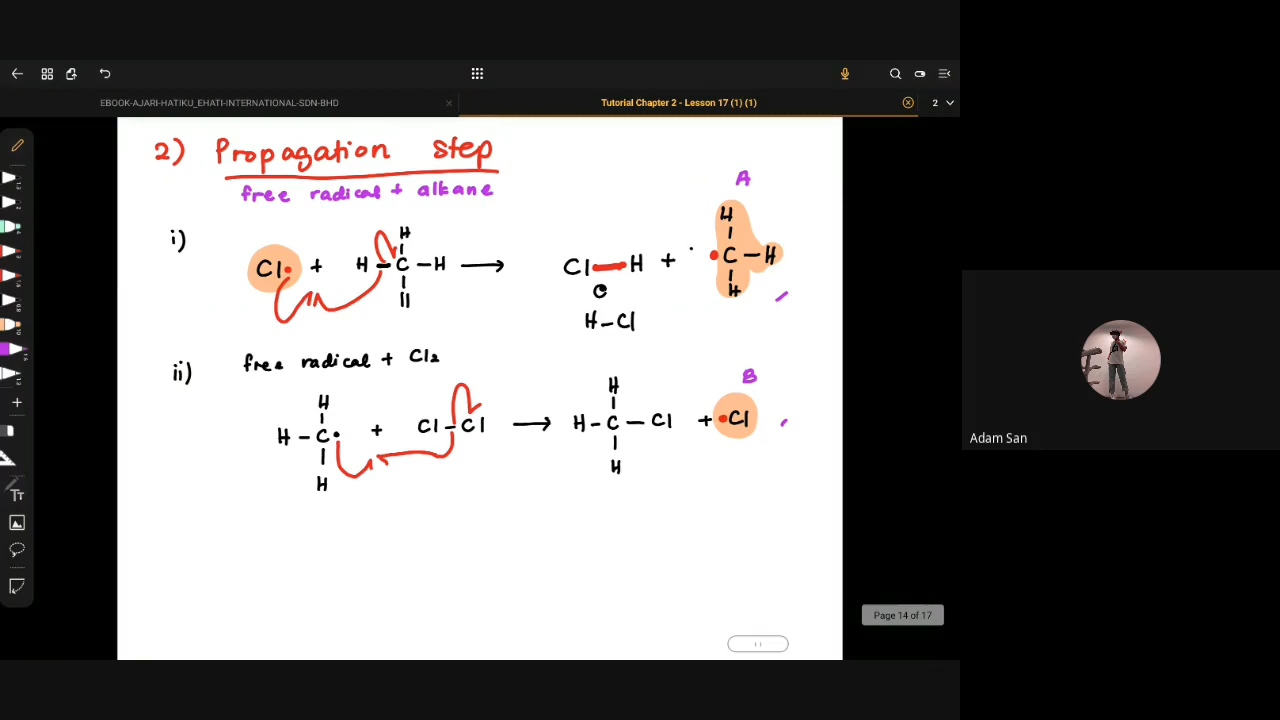 EBOOK-AJARI-HATIKU_EHATI-INTERNATIONAL-SDN-BHD
Tutorial Chapter 2 - Lesson 17 (1) (1)
2
2) Propagation step
free radical + alkane
A
i)
H
H
Cl• + H – C – H ⟶ Cl – H + • C – H
H
H
H – Cl
ii) free radical + Cl2
B
H
H
H – C • + Cl – Cl ⟶ H – C – Cl + •Cl
H
H
Tt
Page 14 of 17
Adam San